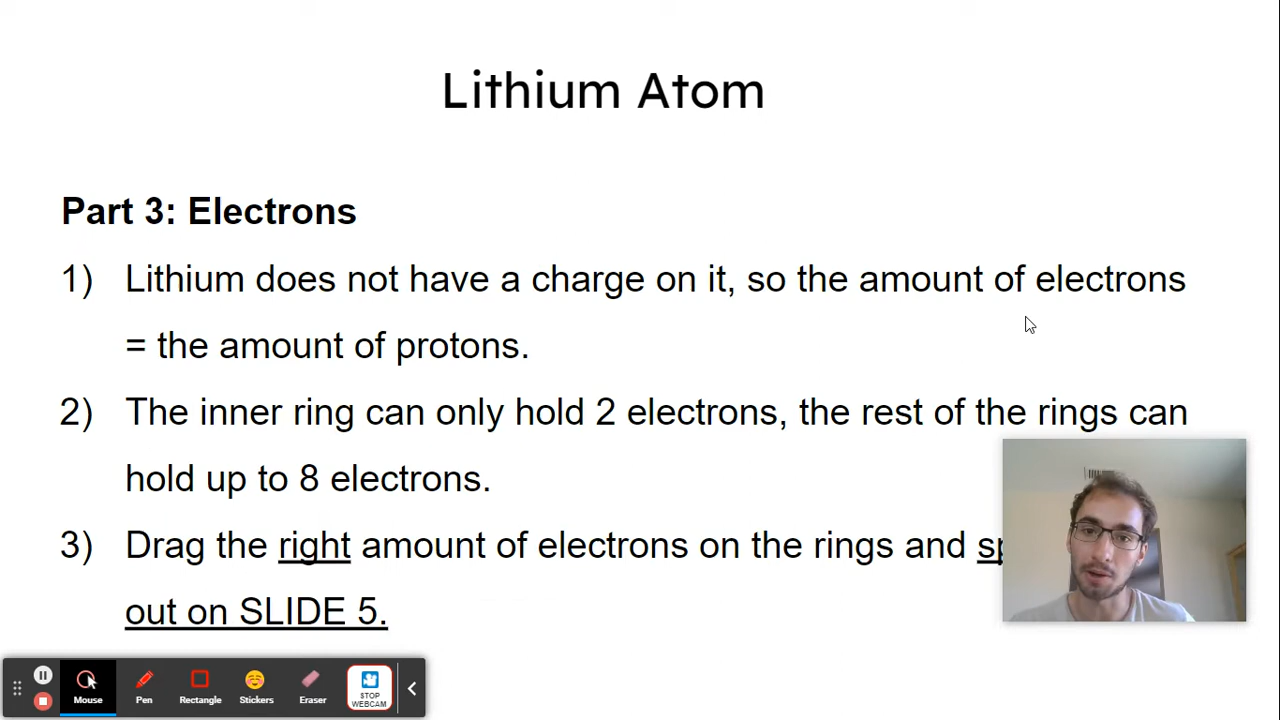 Lithium Atom
Part 3: Electrons
1) Lithium does not have a charge on it, so the amount of electrons
= the amount of protons.
2) The inner ring can only hold 2 electrons, the rest of the rings can
hold up to 8 electrons.
3) Drag the right amount of electrons on the rings and
out on SLIDE 5.
Mouse Pen Rectangle Stickers Eraser STOP
WEBCAM